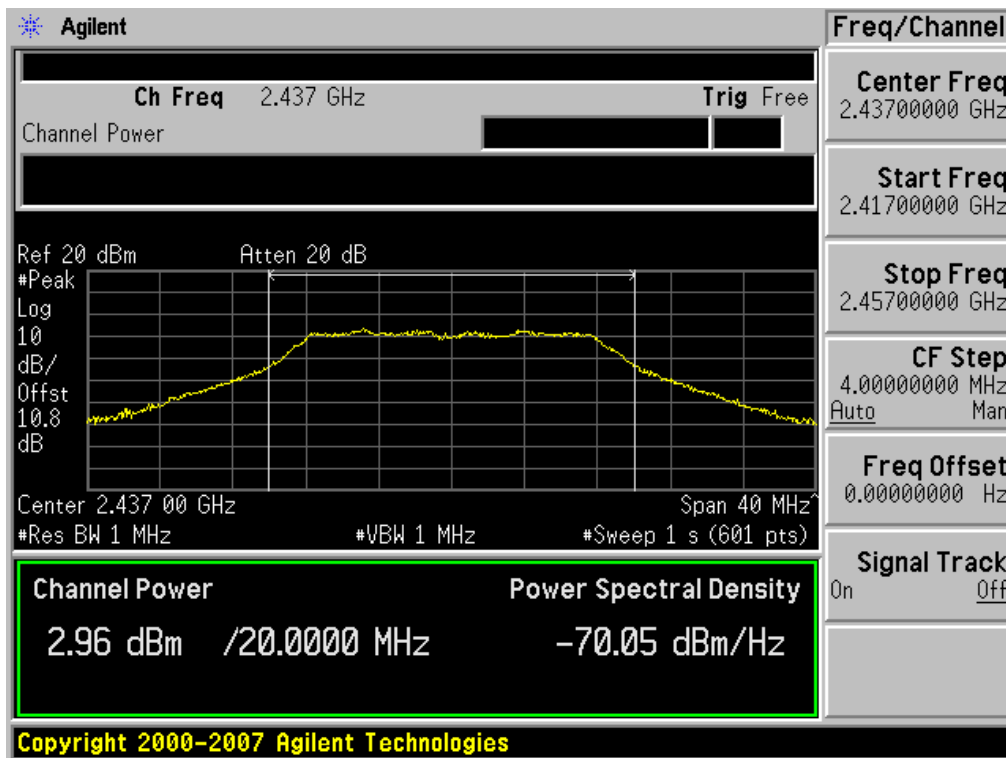 Agilent
Freq/Channel
Ch Freq 2.437 GHz Trig Free
Channel Power
Center Freq
2.43700000 GHz
Start Freq
2.41700000 GHz
Stop Freq
2.45700000 GHz
CF Step
4.00000000 MHz
Auto Man
Freq Offset
0.00000000 Hz
Signal Track
On Off
Ref 20 dBm Atten 20 dB
#Peak
Log
10
dB/
Offst
10.8
dB
Center 2.437 00 GHz Span 40 MHz^
#Res BW 1 MHz #VBW 1 MHz #Sweep 1 s (601 pts)
Channel Power Power Spectral Density
2.96 dBm /20.0000 MHz -70.05 dBm/Hz
Copyright 2000-2007 Agilent Technologies